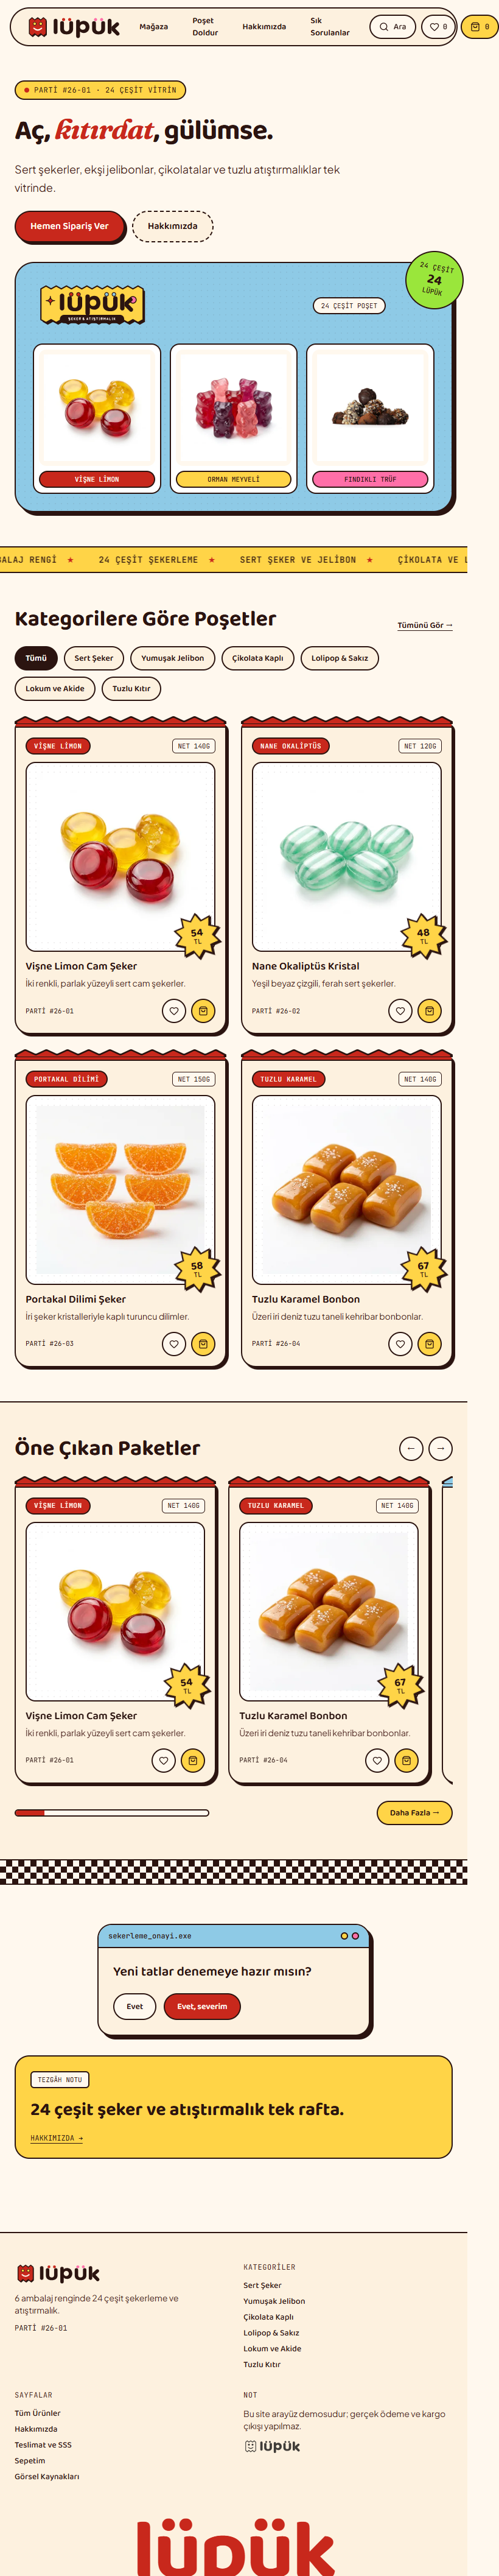 lüpük
Mağaza
Poşet Doldur
Hakkımızda
Sık Sorulanlar
Ara
0
0
PARTİ #26-01 · 24 ÇEŞİT VİTRİN
Aç, kıtırdat, gülümse.
Sert şekerler, ekşi jelibonlar, çikolatalar ve tuzlu atıştırmalıklar tek
vitrinde.
Hemen Sipariş Ver
Hakkımızda
24 ÇEŞİT
24
LÜPÜK
lüpük
ŞEKER & ATIŞTIRMALIK
24 ÇEŞİT POŞET
VİŞNE LİMON
ORMAN MEYVELİ
FINDIKLI TRÜF
BALAJ RENGİ ★ 24 ÇEŞİT ŞEKERLEME ★ SERT ŞEKER VE JELİBON ★ ÇİKOLATA VE L
Kategorilere Göre Poşetler
Tümünü Gör →
Tümü
Sert Şeker
Yumuşak Jelibon
Çikolata Kaplı
Lolipop & Sakız
Lokum ve Akide
Tuzlu Kıtır
VİŞNE LİMON
NET 140G
54
TL
Vişne Limon Cam Şeker
İki renkli, parlak yüzeyli sert cam şekerler.
PARTİ #26-01
NANE OKALİPTÜS
NET 120G
48
TL
Nane Okaliptüs Kristal
Yeşil beyaz çizgili, ferah sert şekerler.
PARTİ #26-02
PORTAKAL DİLİMİ
NET 150G
58
TL
Portakal Dilimi Şeker
İri şeker kristalleriyle kaplı turuncu dilimler.
PARTİ #26-03
TUZLU KARAMEL
NET 140G
67
TL
Tuzlu Karamel Bonbon
Üzeri iri deniz tuzu taneli kehribar bonbonlar.
PARTİ #26-04
Öne Çıkan Paketler
← →
VİŞNE LİMON
NET 140G
54
TL
Vişne Limon Cam Şeker
İki renkli, parlak yüzeyli sert cam şekerler.
PARTİ #26-01
TUZLU KARAMEL
NET 140G
67
TL
Tuzlu Karamel Bonbon
Üzeri iri deniz tuzu taneli kehribar bonbonlar.
PARTİ #26-04
Daha Fazla →
sekerleme_onayi.exe
Yeni tatlar denemeye hazır mısın?
Evet
Evet, severim
TEZGÂH NOTU
24 çeşit şeker ve atıştırmalık tek rafta.
HAKKIMIZDA →
lüpük
6 ambalaj renginde 24 çeşit şekerleme ve
atıştırmalık.
PARTİ #26-01
KATEGORİLER
Sert Şeker
Yumuşak Jelibon
Çikolata Kaplı
Lolipop & Sakız
Lokum ve Akide
Tuzlu Kıtır
SAYFALAR
Tüm Ürünler
Hakkımızda
Teslimat ve SSS
Sepetim
Görsel Kaynakları
NOT
Bu site arayüz demosudur; gerçek ödeme ve kargo
çıkışı yapılmaz.
lüpük
lüpük